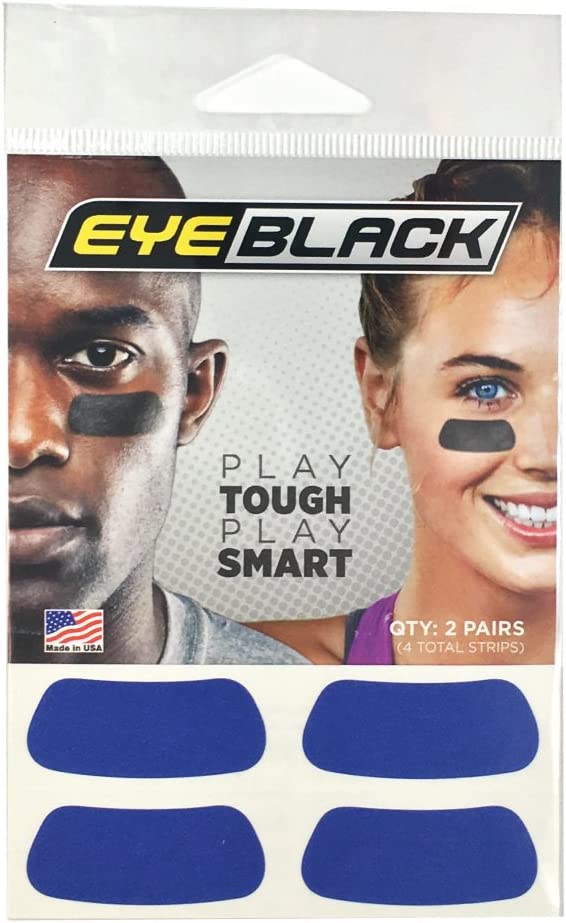 EYEBLACK
PLAY
TOUGH
PLAY
SMART
Made in USA
QTY: 2 PAIRS
(4 TOTAL STRIPS)